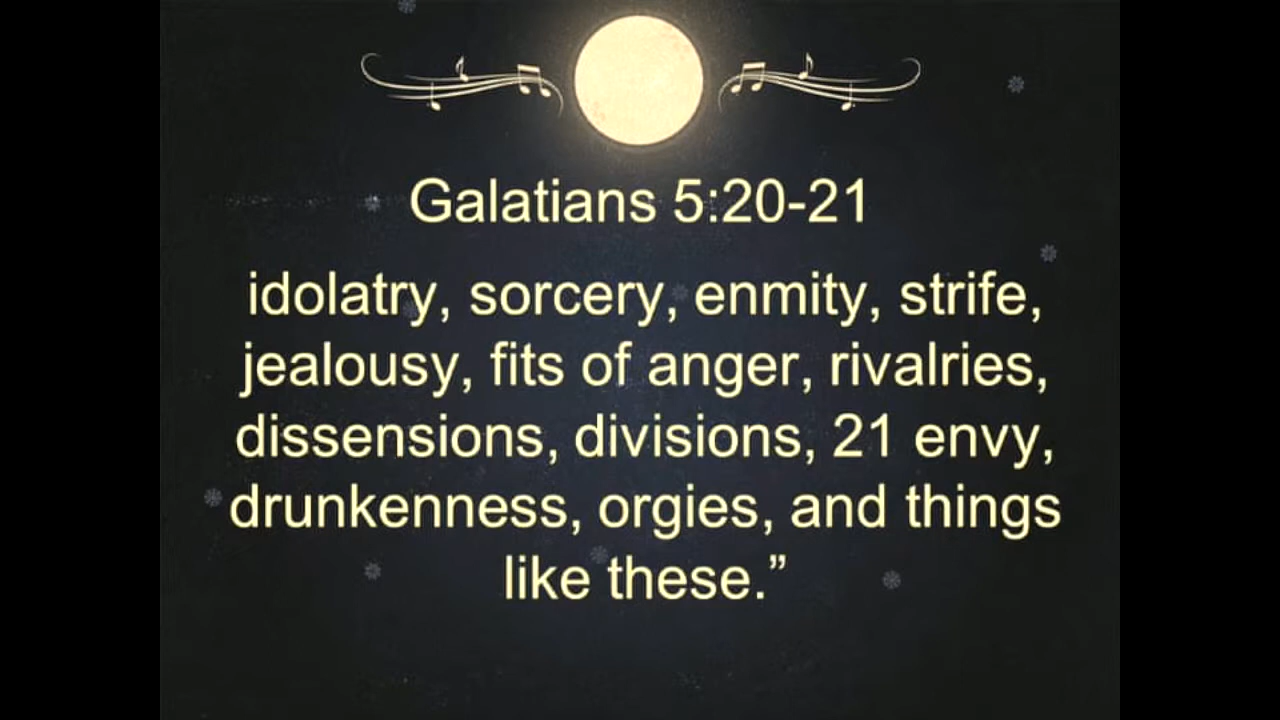 Galatians 5:20-21
idolatry, sorcery, enmity, strife,
jealousy, fits of anger, rivalries,
dissensions, divisions, 21 envy,
drunkenness, orgies, and things
like these.”